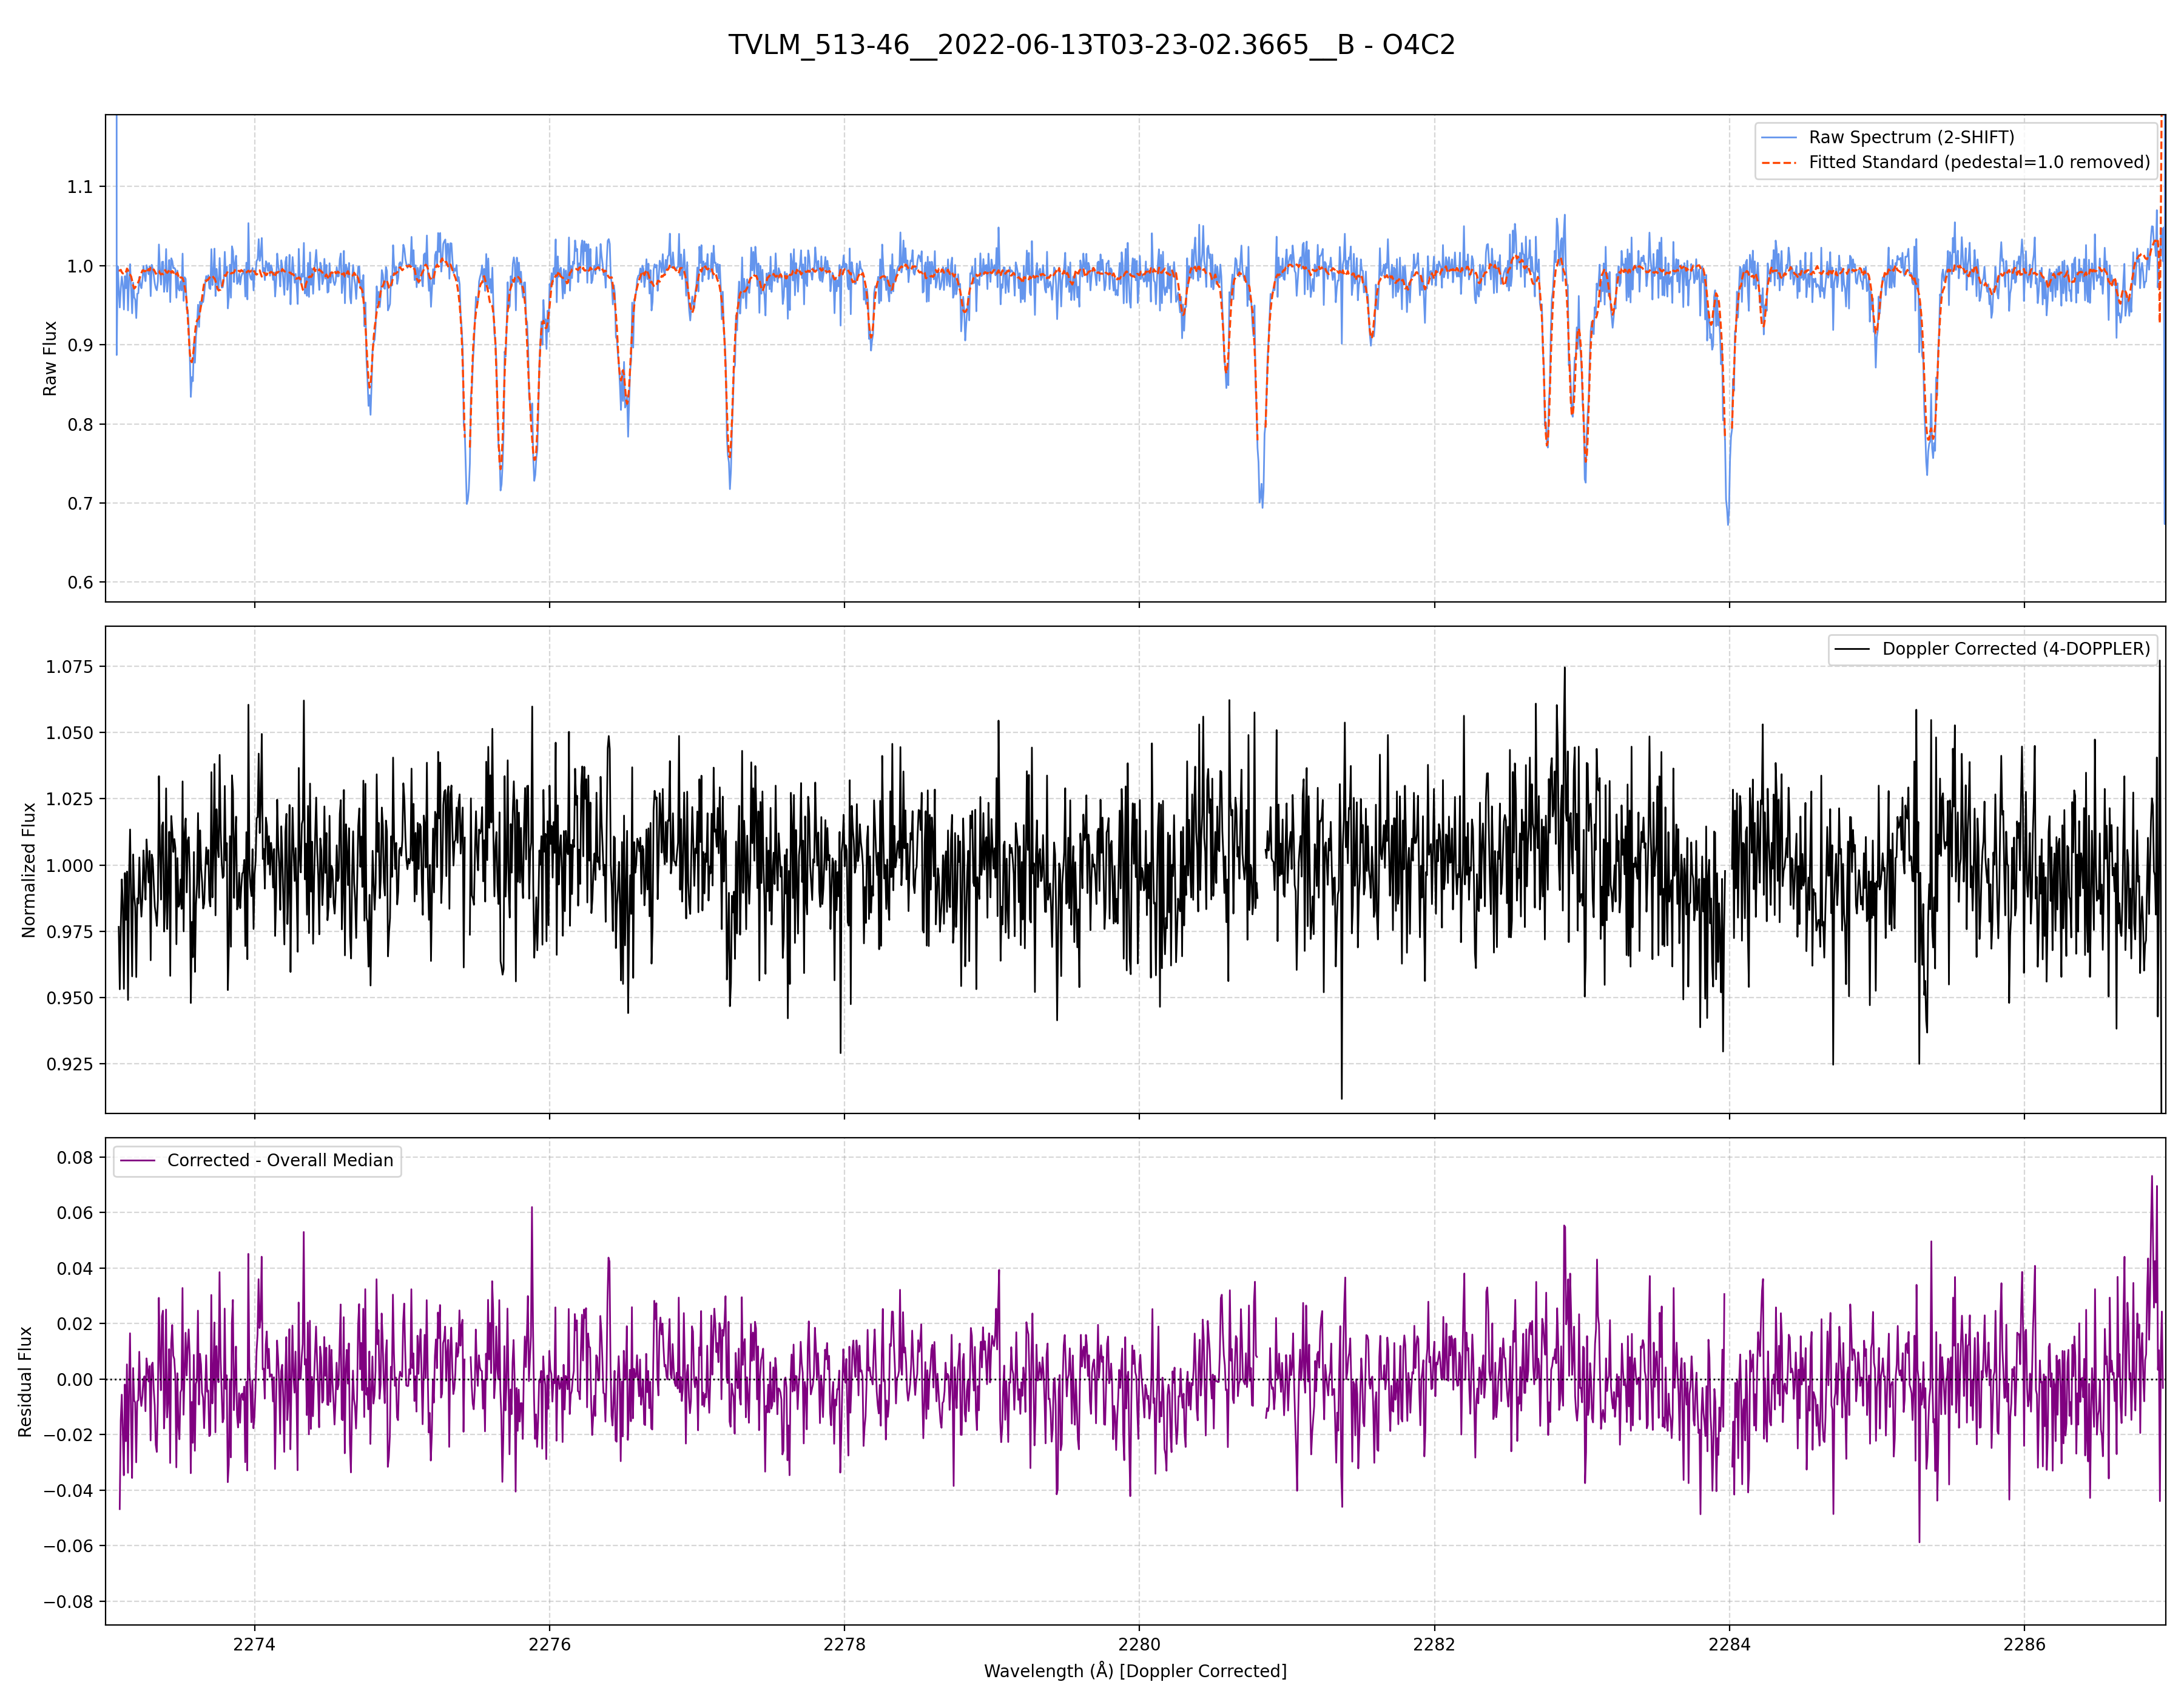 TVLM_513-46__2022-06-13T03-23-02.3665__B - O4C2
Raw Spectrum (2-SHIFT)
Fitted Standard (pedestal=1.0 removed)
1.1
1.0
0.9
0.8
0.7
0.6
Raw Flux
Doppler Corrected (4-DOPPLER)
1.075
1.050
1.025
1.000
0.975
0.950
0.925
Normalized Flux
Corrected - Overall Median
0.08
0.06
0.04
0.02
0.00
−0.02
−0.04
−0.06
−0.08
Residual Flux
2274 2276 2278 2280 2282 2284 2286
Wavelength (Å) [Doppler Corrected]